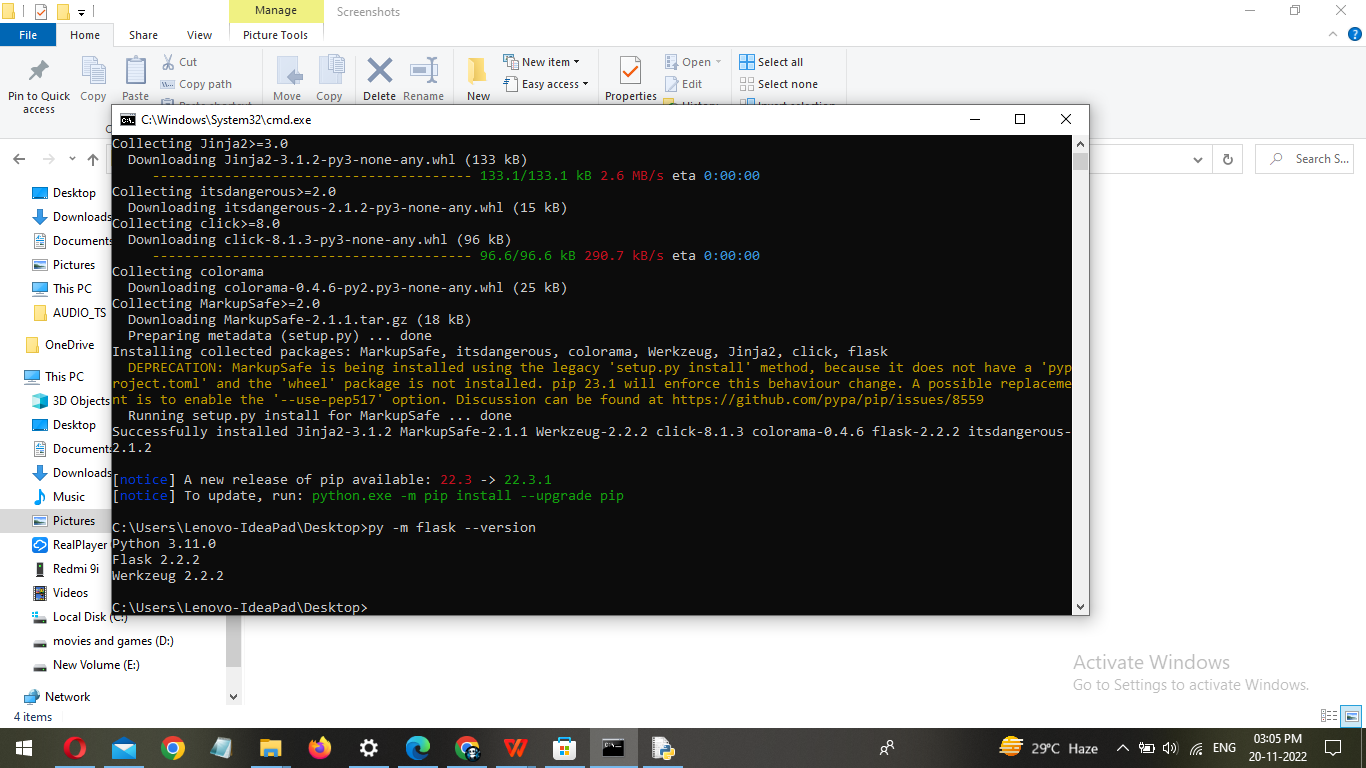 Manage
Screenshots
File
Home
Share
View
Picture Tools
Pin to Quick
access
Copy
Paste
Cut
Copy path
Move
Copy
Delete
Rename
New
New item
Easy access
Properties
Open
Edit
Select all
Select none
C:\Windows\System32\cmd.exe
Search S...
Desktop
Downloads
Documents
Pictures
This PC
AUDIO_TS
OneDrive
This PC
3D Objects
Desktop
Documents
Downloads
Music
Pictures
RealPlayer
Redmi 9i
Videos
Local Disk (C:)
movies and games (D:)
New Volume (E:)
Network
4 items
Collecting Jinja2>=3.0
Downloading Jinja2-3.1.2-py3-none-any.whl (133 kB)
---------------------------------------- 133.1/133.1 kB 2.6 MB/s eta 0:00:00
Collecting itsdangerous>=2.0
Downloading itsdangerous-2.1.2-py3-none-any.whl (15 kB)
Collecting click>=8.0
Downloading click-8.1.3-py3-none-any.whl (96 kB)
---------------------------------------- 96.6/96.6 kB 290.7 kB/s eta 0:00:00
Collecting colorama
Downloading colorama-0.4.6-py2.py3-none-any.whl (25 kB)
Collecting MarkupSafe>=2.0
Downloading MarkupSafe-2.1.1.tar.gz (18 kB)
Preparing metadata (setup.py) ... done
Installing collected packages: MarkupSafe, itsdangerous, colorama, Werkzeug, Jinja2, click, flask
DEPRECATION: MarkupSafe is being installed using the legacy 'setup.py install' method, because it does not have a 'pyp
roject.toml' and the 'wheel' package is not installed. pip 23.1 will enforce this behaviour change. A possible replaceme
nt is to enable the '--use-pep517' option. Discussion can be found at https://github.com/pypa/pip/issues/8559
Running setup.py install for MarkupSafe ... done
Successfully installed Jinja2-3.1.2 MarkupSafe-2.1.1 Werkzeug-2.2.2 click-8.1.3 colorama-0.4.6 flask-2.2.2 itsdangerous-
2.1.2
[notice] A new release of pip available: 22.3 -> 22.3.1
[notice] To update, run: python.exe -m pip install --upgrade pip
C:\Users\Lenovo-IdeaPad\Desktop>py -m flask --version
Python 3.11.0
Flask 2.2.2
Werkzeug 2.2.2
C:\Users\Lenovo-IdeaPad\Desktop>
Activate Windows
Go to Settings to activate Windows.
29°C Haze
ENG
03:05 PM
20-11-2022